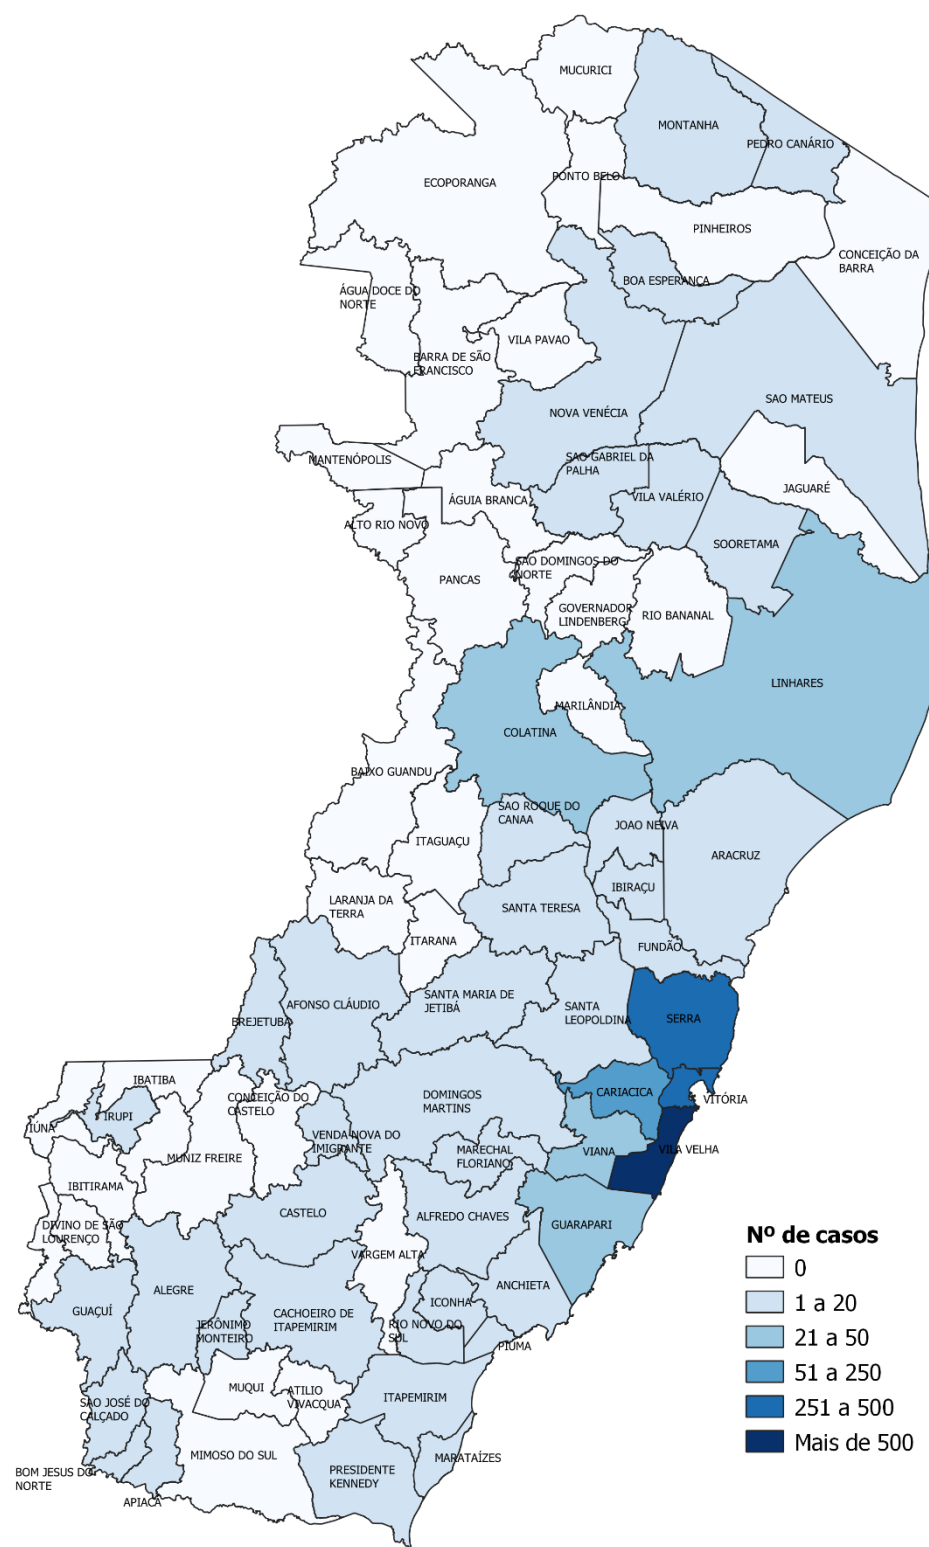 MUCURICI
MONTANHA
PEDRO CANÁRIO
ECOPORANGA
PONTO BELO
PINHEIROS
CONCEIÇÃO DA
BARRA
BOA ESPERANÇA
ÁGUA DOCE DO
NORTE
VILA PAVAO
BARRA DE SÃO
FRANCISCO
SAO MATEUS
NOVA VENÉCIA
MANTENÓPOLIS
SAO GABRIEL DA
PALHA
JAGUARÉ
ÁGUIA BRANCA
VILA VALÉRIO
ALTO RIO NOVO
SOORETAMA
SAO DOMINGOS DO
NORTE
PANCAS
GOVERNADOR
LINDENBERG
RIO BANANAL
LINHARES
MARILÂNDIA
COLATINA
BAIXO GUANDU
SAO ROQUE DO
CANAA
JOAO NEIVA
ITAGUAÇU
ARACRUZ
IBIRAÇU
LARANJA DA
TERRA
SANTA TERESA
ITARANA
FUNDÃO
SANTA MARIA DE
JETIBÁ
AFONSO CLÁUDIO
SANTA
LEOPOLDINA
BREJETUBA
SERRA
IBATIBA
CONCEIÇÃO DO
CASTELO
DOMINGOS
MARTINS
CARIACICA
VITÓRIA
IRUPI
IÚNA
VENDA NOVA DO
IMIGRANTE
MARECHAL
FLORIANO
VIANA
VILA VELHA
MUNIZ FREIRE
IBITIRAMA
CASTELO
ALFREDO CHAVES
GUARAPARI
DIVINO DE SÃO
LOURENÇO
VARGEM ALTA
ALEGRE
ANCHIETA
GUAÇUÍ
ICONHA
CACHOEIRO DE
ITAPEMIRIM
JERÔNIMO
MONTEIRO
RIO NOVO DO
SUL
PIÚMA
MUQUI
ATILIO
VIVACQUA
ITAPEMIRIM
SAO JOSÉ DO
CALÇADO
MIMOSO DO SUL
MARATAÍZES
PRESIDENTE
KENNEDY
BOM JESUS DO
NORTE
APIACÁ
Nº de casos
0
1 a 20
21 a 50
51 a 250
251 a 500
Mais de 500